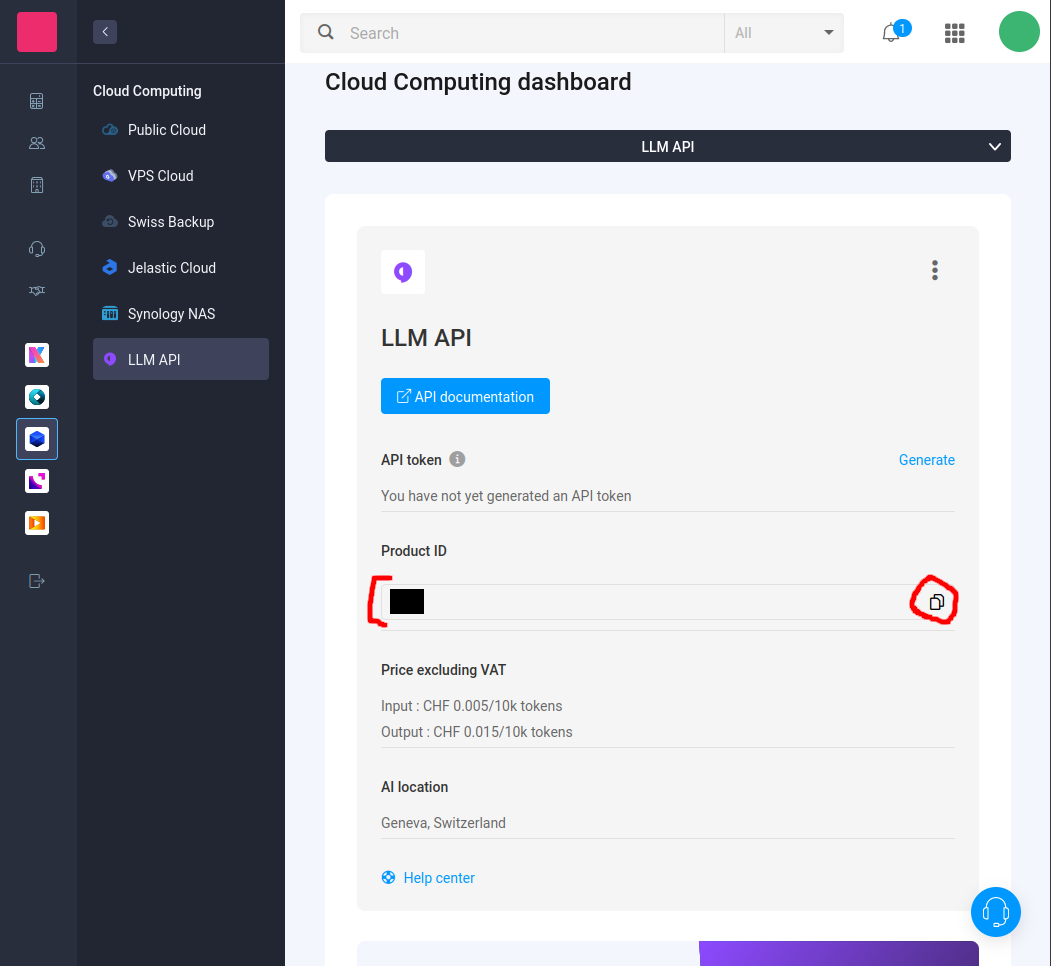 Search
All
1
Cloud Computing
Public Cloud
VPS Cloud
Swiss Backup
Jelastic Cloud
Synology NAS
LLM API
Cloud Computing dashboard
LLM API
LLM API
API documentation
API token
Generate
You have not yet generated an API token
Product ID
Price excluding VAT
Input : CHF 0.005/10k tokens
Output : CHF 0.015/10k tokens
AI location
Geneva, Switzerland
Help center